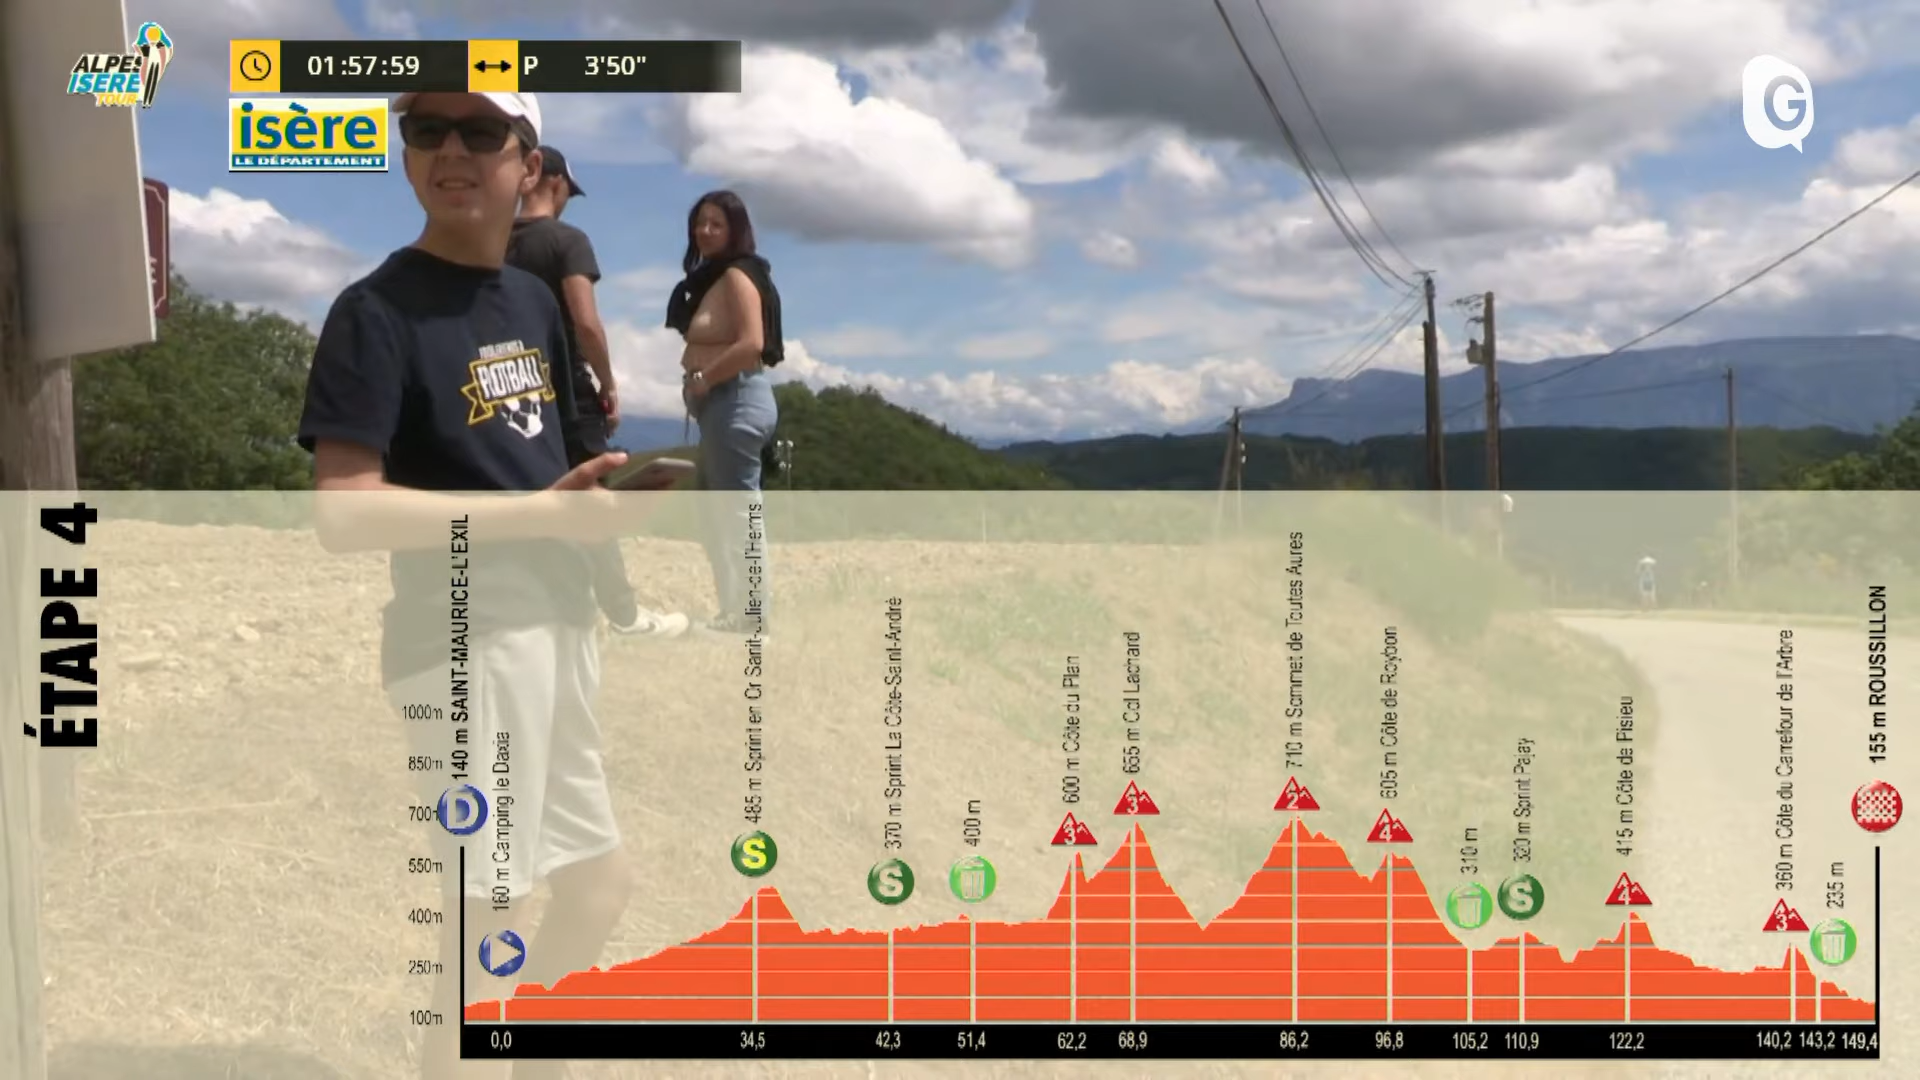 ALPES
ISÈRE
TOUR
01:57:59
P 3'50"
isère
LE DÉPARTEMENT
G
ÉTAPE 4
1000m
850m
700m
550m
400m
250m
100m
140 m SAINT-MAURICE-L'EXIL
D
160 m Camping le Daxia
485 m Sprint en Or Sanit-Julien-de-l'Herms
S
370 m Sprint La Côte-Saint-André
S
400 m
600 m Côte du Plan
3
655 m Col Lachard
3
710 m Sommet de Toutes Aures
2
605 m Côte de Roybon
4
310 m
320 m Sprint Pajay
S
415 m Côte de Pisieu
4
360 m Côte du Carrefour de l'Arbre
3
235 m
155 m ROUSSILLON
0,0 34,5 42,3 51,4 62,2 68,9 86,2 96,8 105,2 110,9 122,2 140,2 143,2 149,4